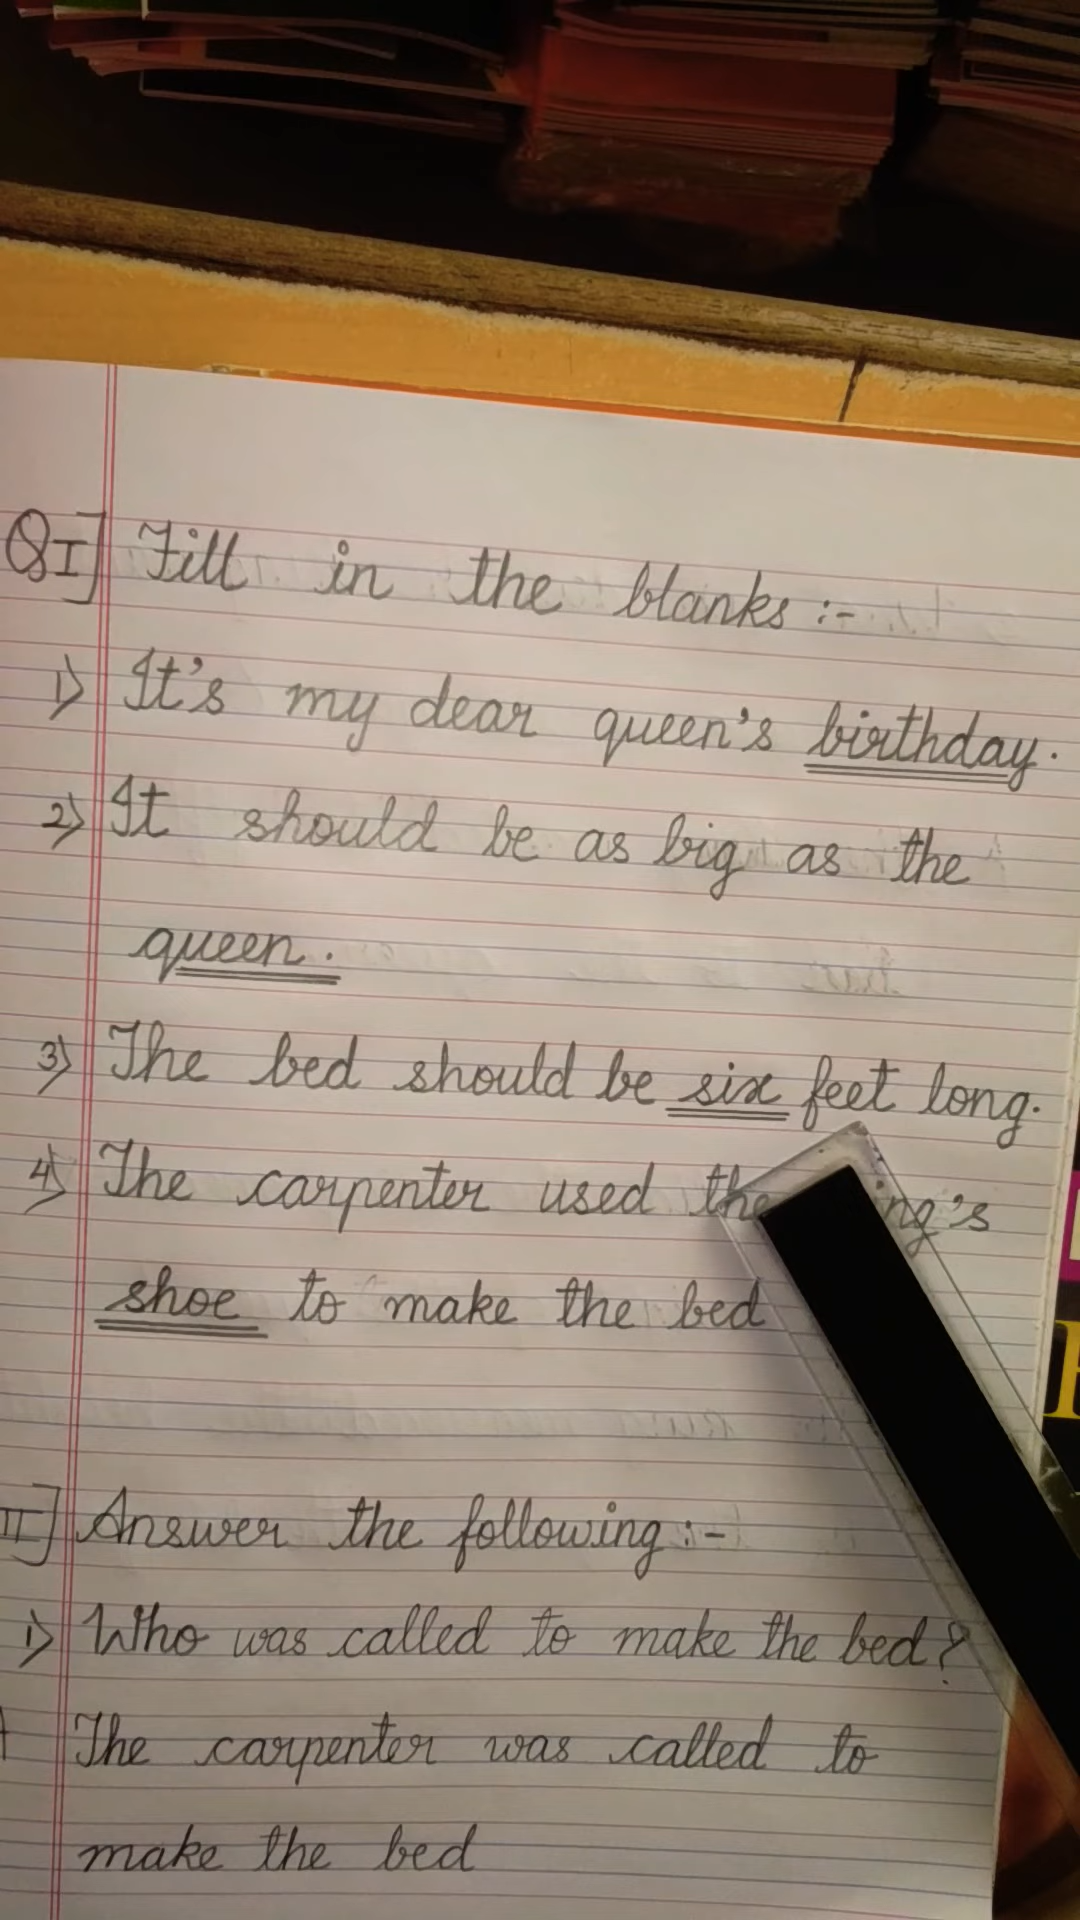 QI] Fill in the blanks :-
1) It's my dear queen's birthday.
2) It should be as big as the
queen.
3) The bed should be six feet long.
4) The carpenter used the
shoe to make the bed
II] Answer the following :-
1) Who was called to make the bed?
The carpenter was called to
make the bed